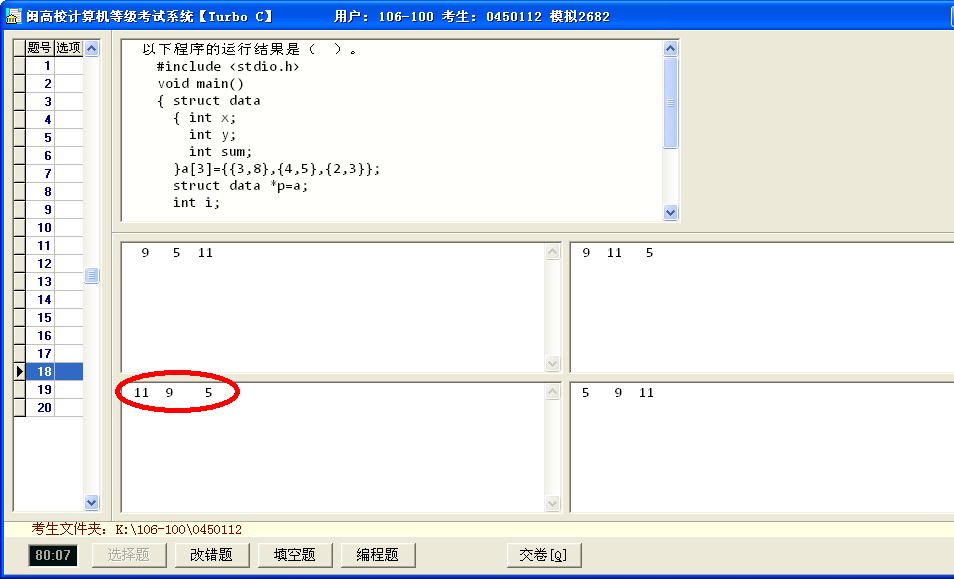 闽高校计算机等级考试系统【Turbo C】 用户: 106-100 考生: 0450112 模拟2682
题号 选项
1
2
3
4
5
6
7
8
9
10
11
12
13
14
15
16
17
18
19
20
以下程序的运行结果是（ ）。
#include <stdio.h>
void main()
{ struct data
{ int x;
int y;
int sum;
}a[3]={{3,8},{4,5},{2,3}};
struct data *p=a;
int i;
9 5 11
9 11 5
11 9 5
5 9 11
考生文件夹: K:\106-100\0450112
80:07 选择题 改错题 填空题 编程题 交卷[Q]